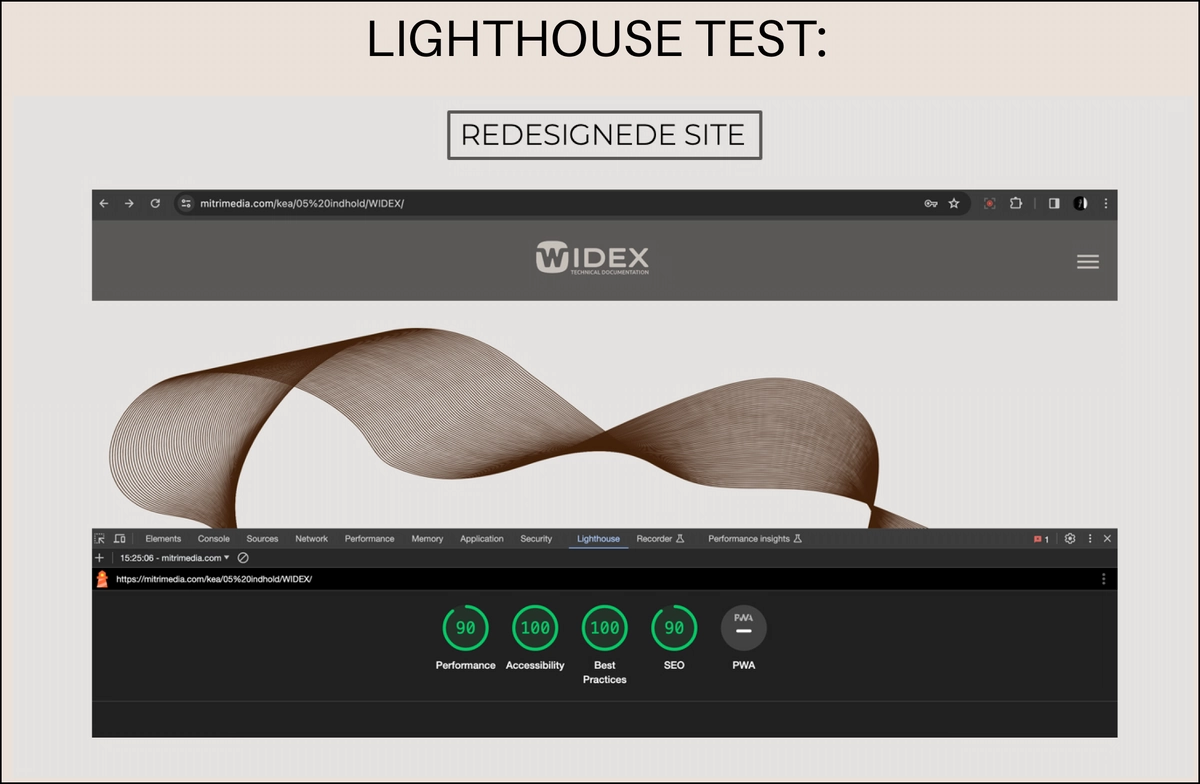 LIGHTHOUSE TEST:
REDESIGNEDE SITE
mitrimedia.com/kea/05%20indhold/WIDEX/
WIDEX
TECHNICAL DOCUMENTATION
Elements Console Sources Network Performance Memory Application Security Lighthouse Recorder Performance insights 1
15:25:06 - mitrimedia.com
https://mitrimedia.com/kea/05%20indhold/WIDEX/
90 100 100 90 PWA
Performance Accessibility Best SEO PWA
Practices